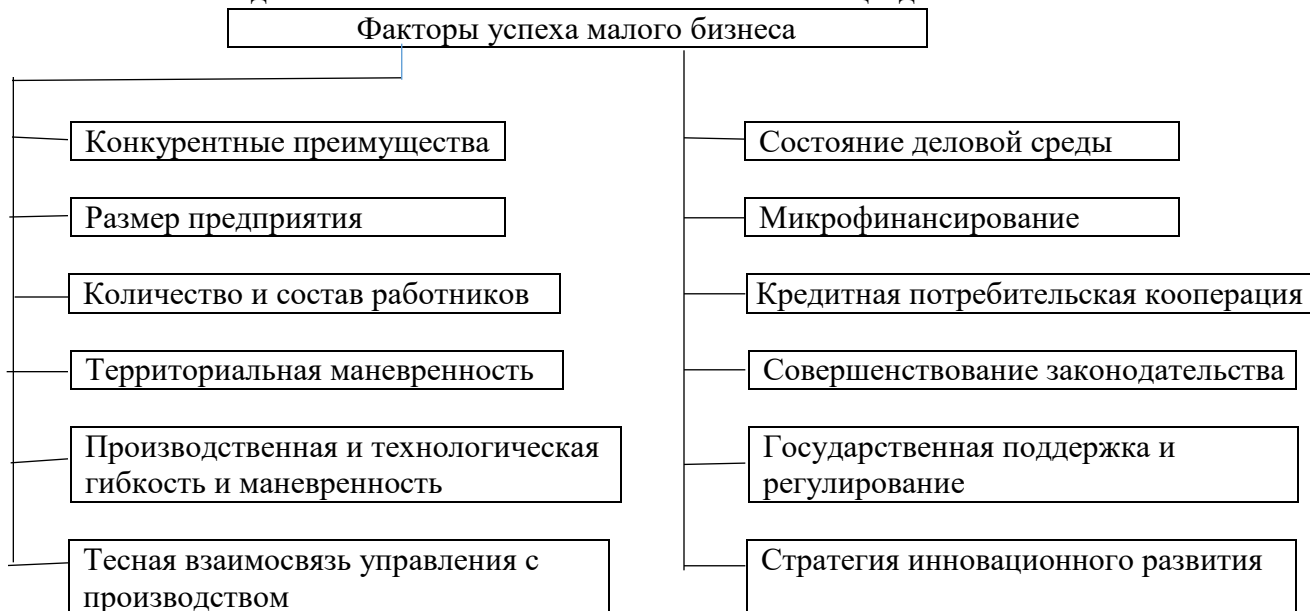 Факторы успеха малого бизнеса
Конкурентные преимущества
Размер предприятия
Количество и состав работников
Территориальная маневренность
Производственная и технологическая
гибкость и маневренность
Тесная взаимосвязь управления с
производством
Состояние деловой среды
Микрофинансирование
Кредитная потребительская кооперация
Совершенствование законодательства
Государственная поддержка и
регулирование
Стратегия инновационного развития